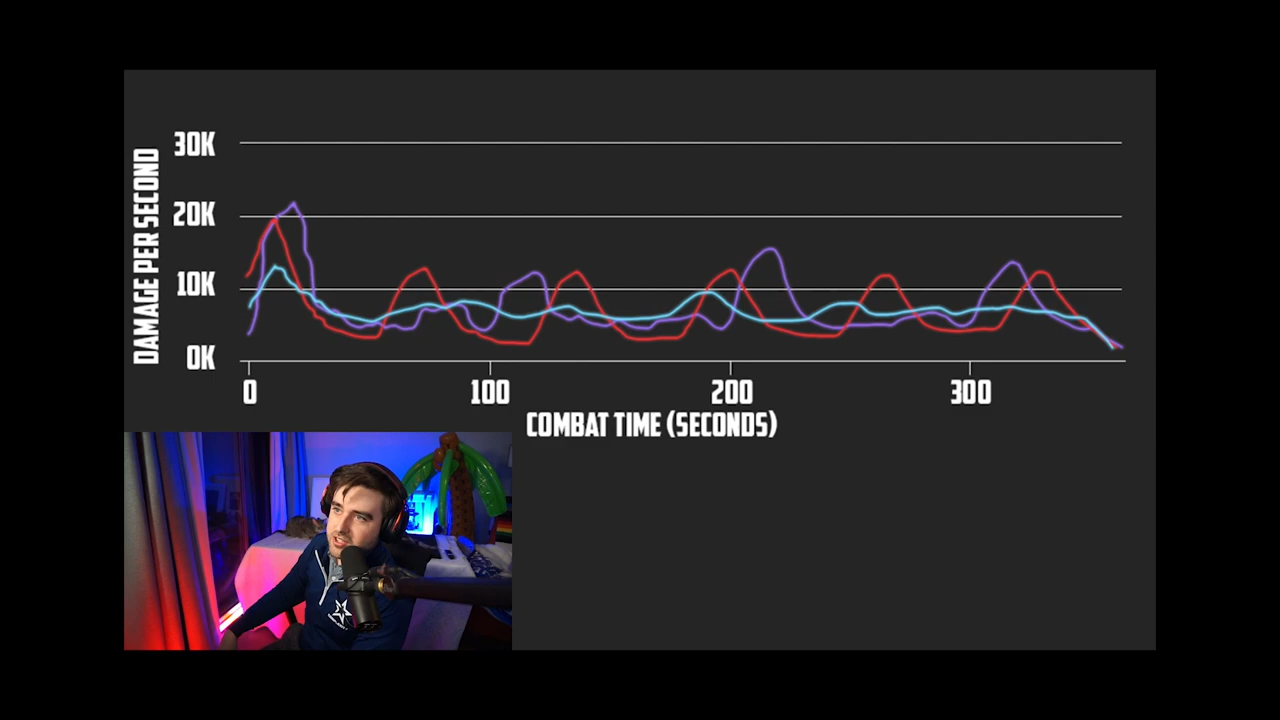 DAMAGE PER SECOND
30K
20K
10K
0K
0 100 200 300
COMBAT TIME (SECONDS)